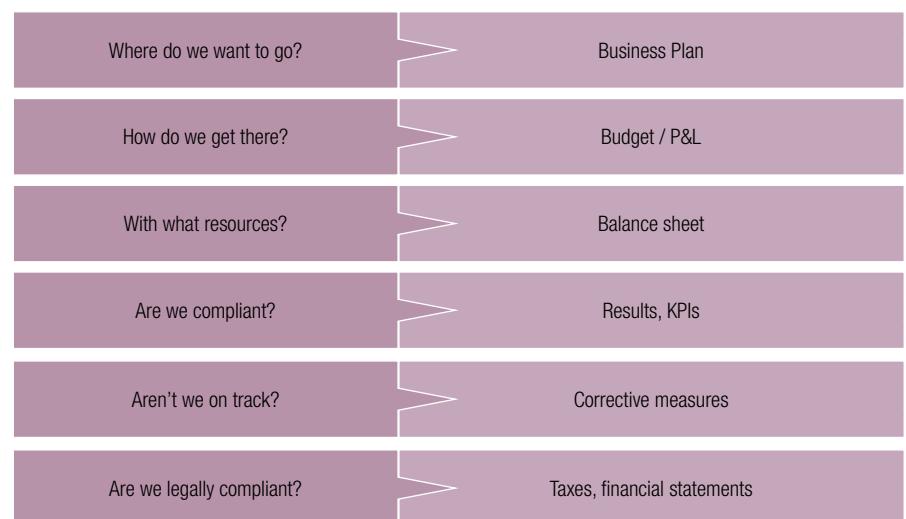 Where do we want to go?
Business Plan
How do we get there?
Budget / P&L
With what resources?
Balance sheet
Are we compliant?
Results, KPIs
Aren’t we on track?
Corrective measures
Are we legally compliant?
Taxes, financial statements